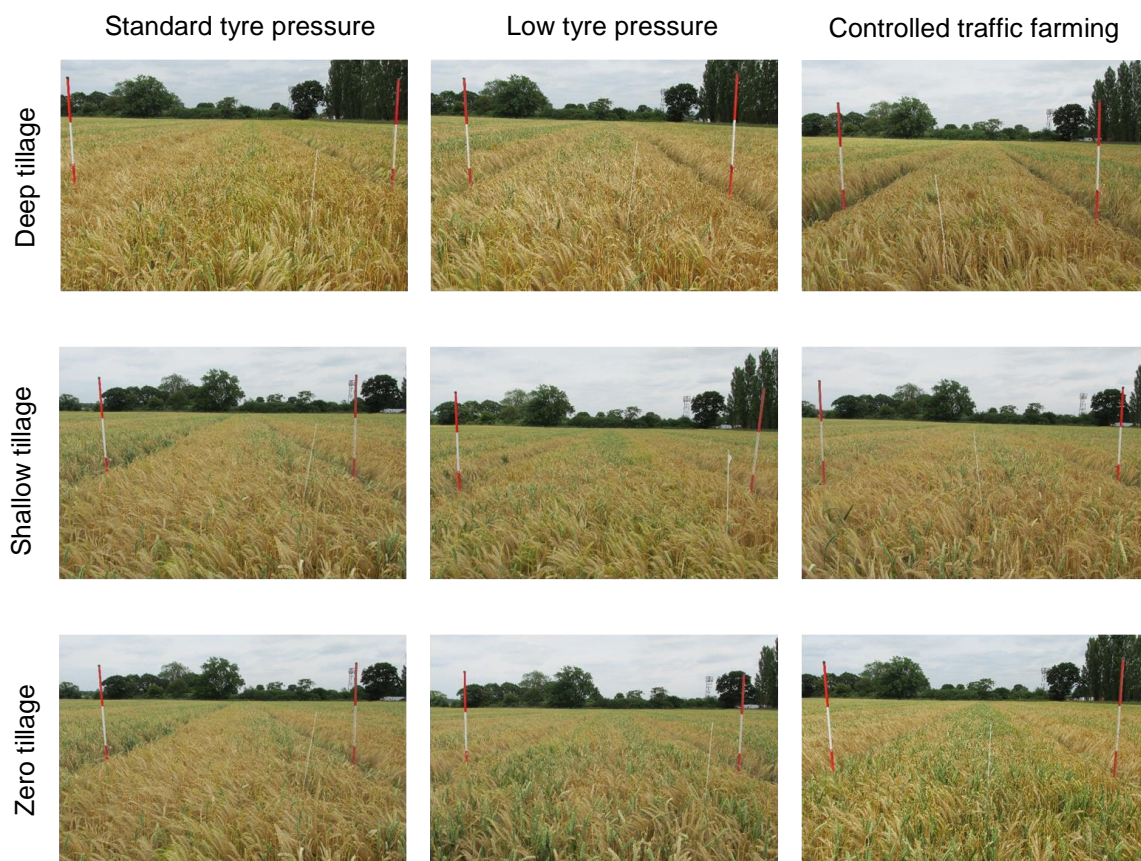 Standard tyre pressure
Low tyre pressure
Controlled traffic farming
Deep tillage
Shallow tillage
Zero tillage